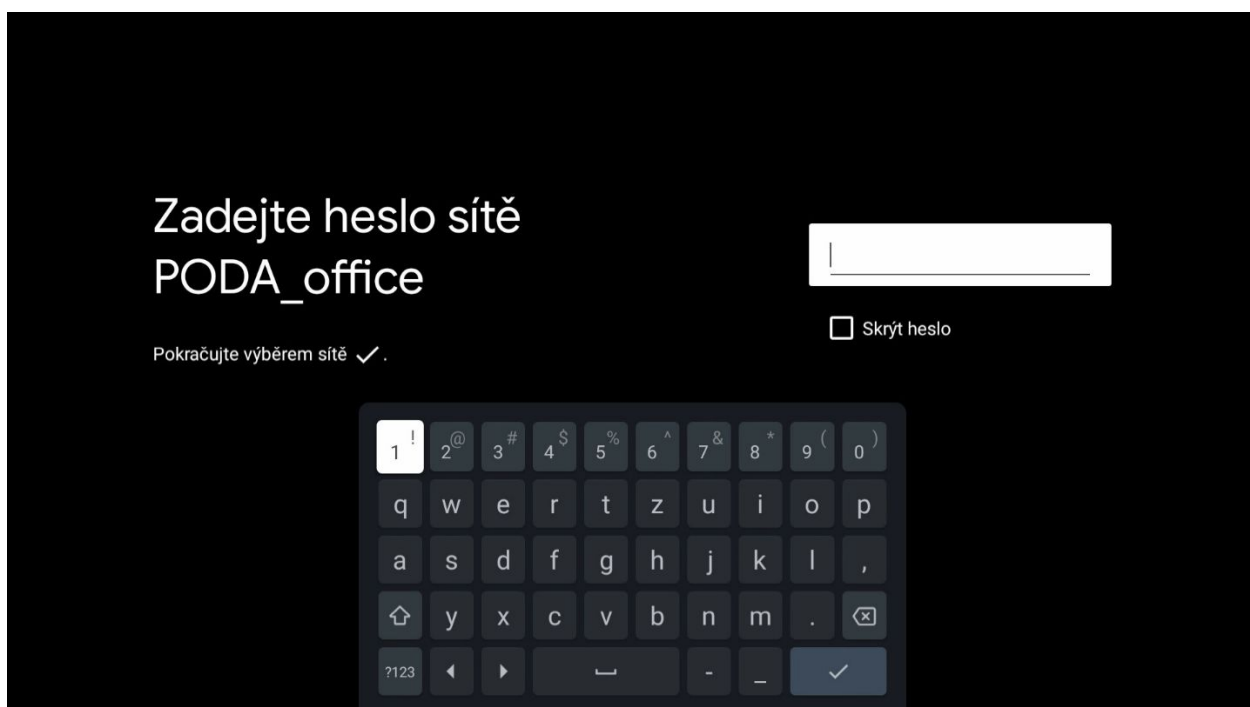 Zadejte heslo sítě
PODA_office
Pokračujte výběrem sítě ✓ .
Skrýt heslo
1 ! 2 @ 3 # 4 $ 5 % 6 ^ 7 & 8 * 9 ( 0 )
q w e r t z u i o p
a s d f g h j k l ,
y x c v b n m .
?123 - _